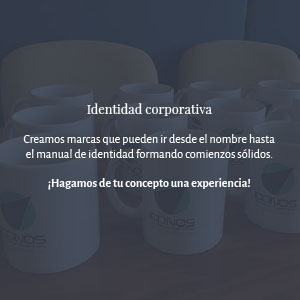 Identidad corporativa
Creamos marcas que pueden ir desde el nombre hasta
el manual de identidad formando comienzos sólidos.
¡Hagamos de tu concepto una experiencia!